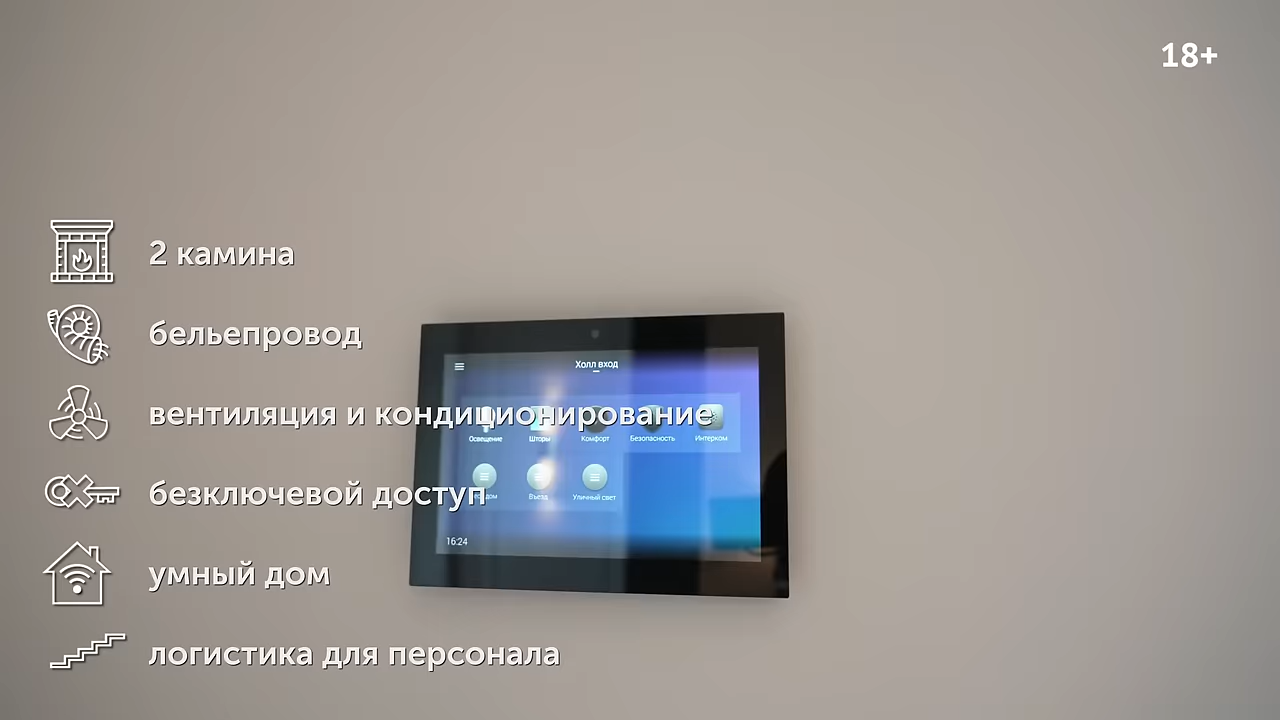 18+
2 камина
бельепровод
вентиляция и кондиционирование
безключевой доступ
умный дом
логистика для персонала
Холл вход
Освещение Шторы Комфорт Безопасность Интерком
дом Въезд Уличный свет
16:24